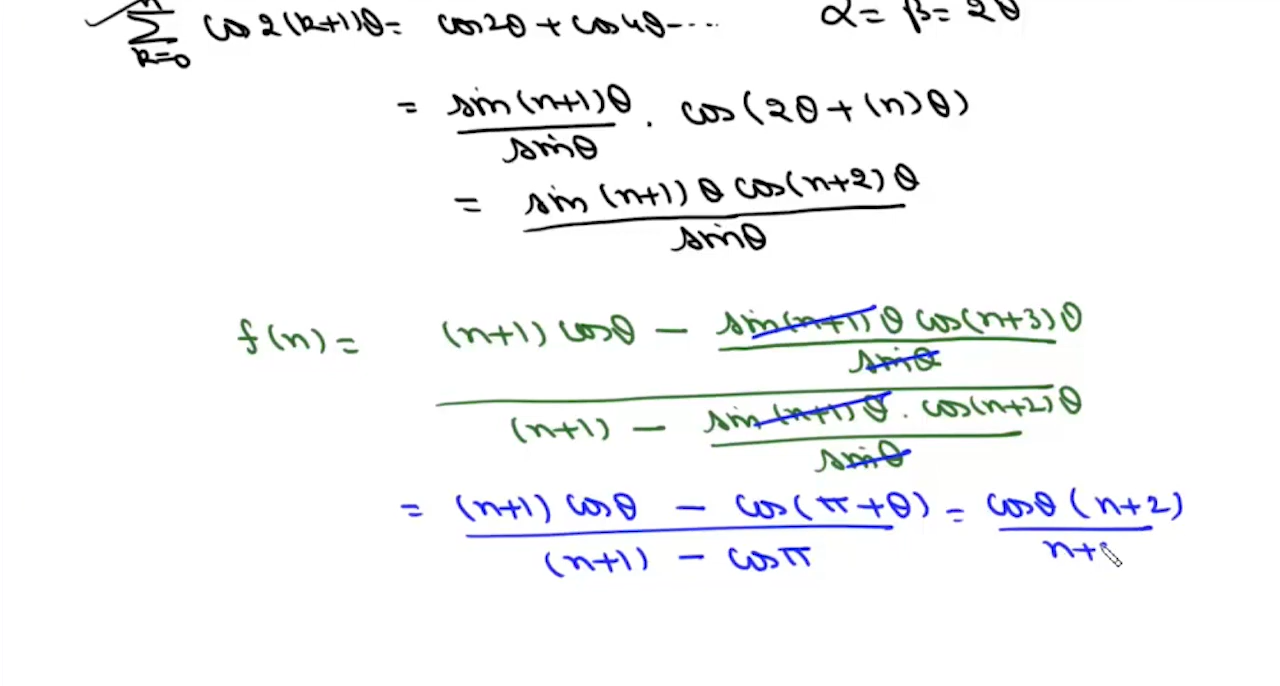 n
∑ cos 2(k+1)θ = cos2θ + cos4θ ---- α = β = 2θ
k=0
= sin(n+1)θ / sinθ . cos(2θ + (n)θ)
= sin(n+1)θ cos(n+2)θ / sinθ
f(n) = (n+1) cosθ - sin(n+1)θ cos(n+3)θ / sinθ
(n+1) - sin(n+1)θ . cos(n+2)θ / sinθ
= (n+1) cosθ - cos(π+θ) / (n+1) - cosπ = cosθ (n+2) / n+